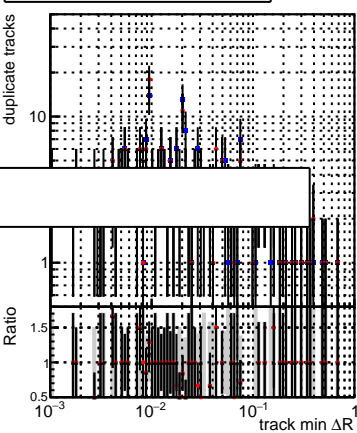 duplicate tracks
10
1
Ratio
1.5
1
0.5
10⁻³ 10⁻² 10⁻¹ 1
track min ΔR